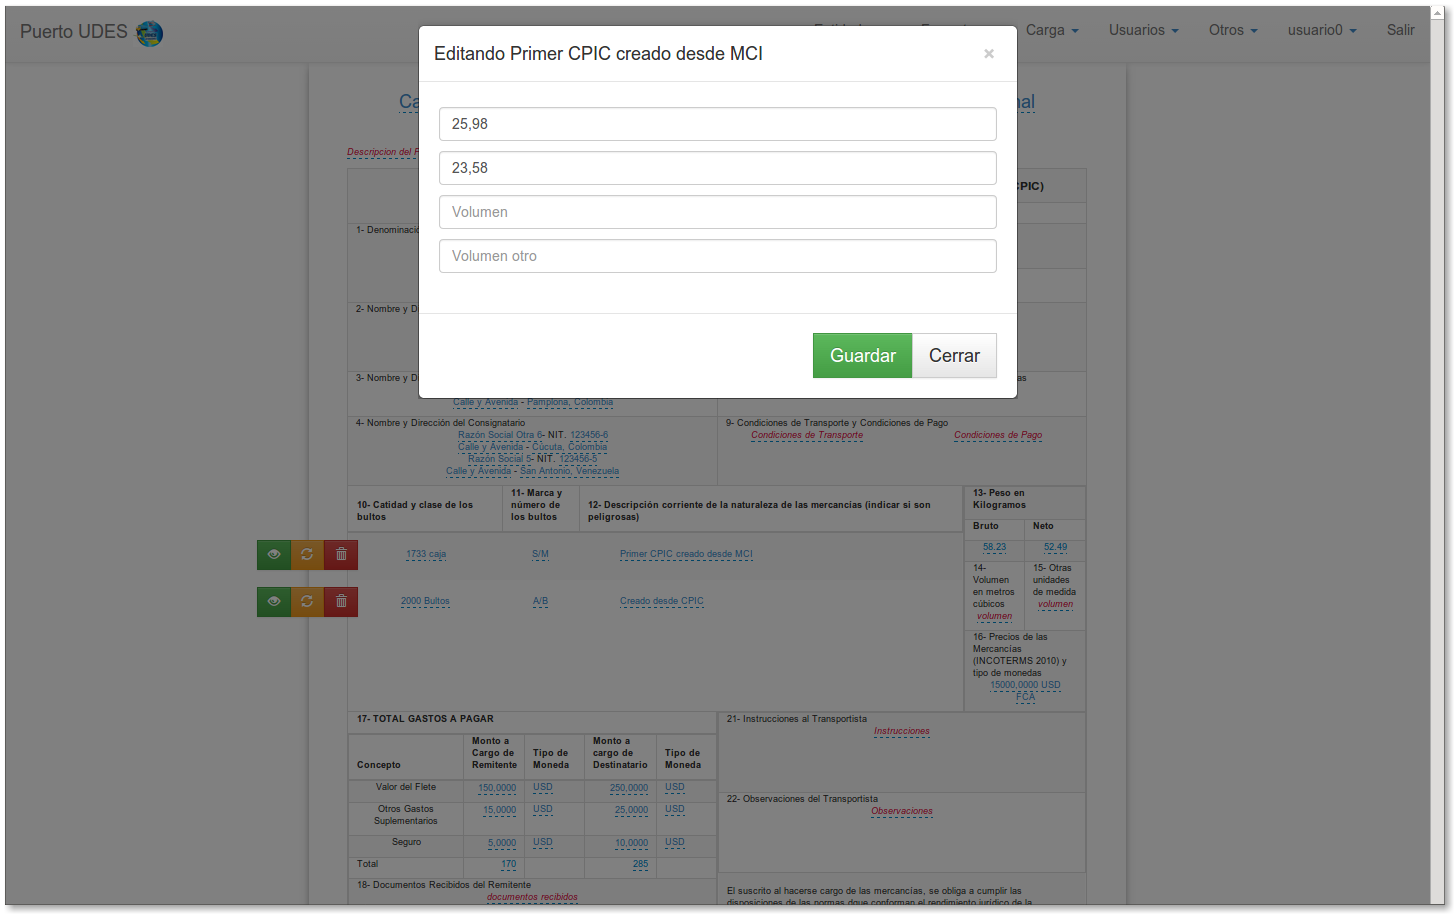 Puerto UDES
Carga
Usuarios
Otros
usuario0
Salir
Editando Primer CPIC creado desde MCI
×
25,98
23,58
Volumen
Volumen otro
Guardar
Cerrar
Descripcion del
CPIC)
1- Denominació
2- Nombre y D
3- Nombre y D
Calle y Avenida - Pamplona, Colombia
4- Nombre y Dirección del Consignatario
Razón Social Otra 6- NIT. 123456-6
Calle y Avenida - Cúcuta, Colombia
Razón Social 5- NIT. 123456-5
Calle y Avenida - San Antonio, Venezuela
9- Condiciones de Transporte y Condiciones de Pago
Condiciones de Transporte
Condiciones de Pago
10- Catidad y clase de los
bultos
11- Marca y
número de
los bultos
12- Descripción corriente de la naturaleza de las mercancías (indicar si son
peligrosas)
13- Peso en
Kilogramos
Bruto
Neto
58.23
52.49
1733 caja
S/M
Primer CPIC creado desde MCI
2000 Bultos
A/B
Creado desde CPIC
14-
Volumen
en metros
cúbicos
volumen
15- Otras
unidades
de medida
volumen
16- Precios de las
Mercancías
(INCOTERMS 2010) y
tipo de monedas
15000,0000 USD
FCA
17- TOTAL GASTOS A PAGAR
Concepto
Monto a
Cargo de
Remitente
Tipo de
Moneda
Monto a
cargo de
Destinatario
Tipo de
Moneda
Valor del Flete
150,0000
USD
250,0000
USD
Otros Gastos
Suplementarios
15,0000
USD
25,0000
USD
Seguro
5,0000
USD
10,0000
USD
Total
170
285
18- Documentos Recibidos del Remitente
documentos recibidos
21- Instrucciones al Transportista
Instrucciones
22- Observaciones del Transportista
Observaciones
El suscrito al hacerse cargo de las mercancías, se obliga a cumplir las
disposiciones de las normas dque conforman el rendimiento jurídico de la